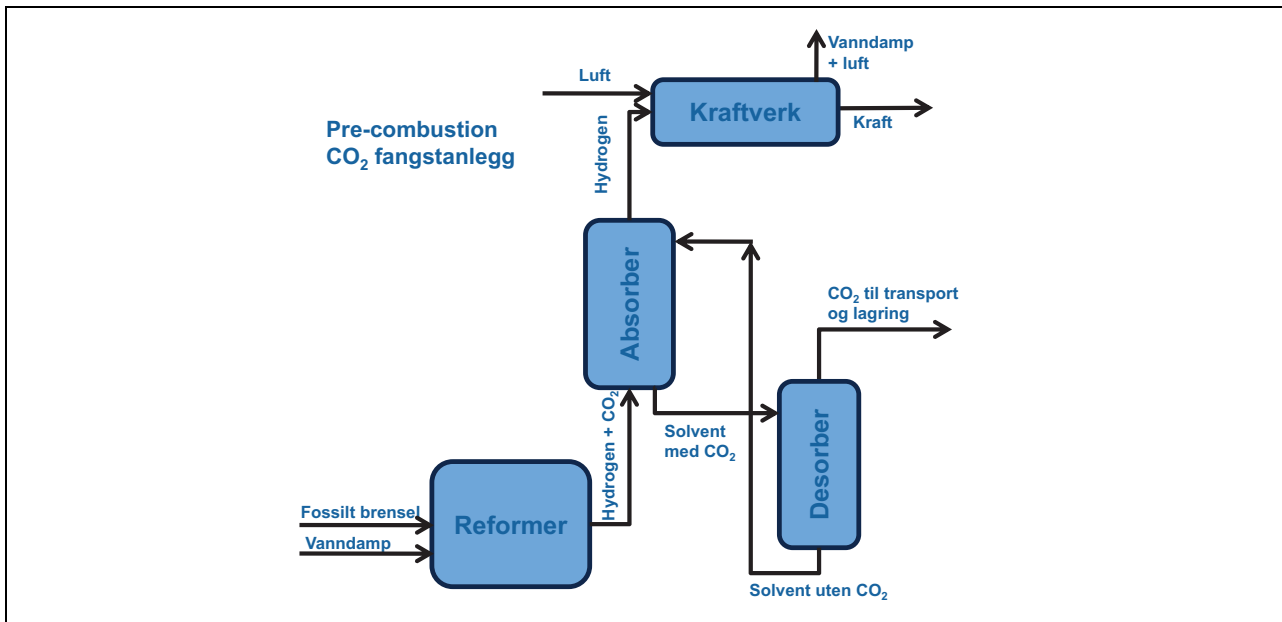 Vanndamp
+ luft
Luft
Kraftverk
Kraft
Pre-combustion
CO₂ fangstanlegg
Hydrogen
Absorber
CO₂ til transport
og lagring
Hydrogen + CO₂
Solvent
med CO₂
Desorber
Fossilt brensel
Reformer
Vanndamp
Solvent uten CO₂